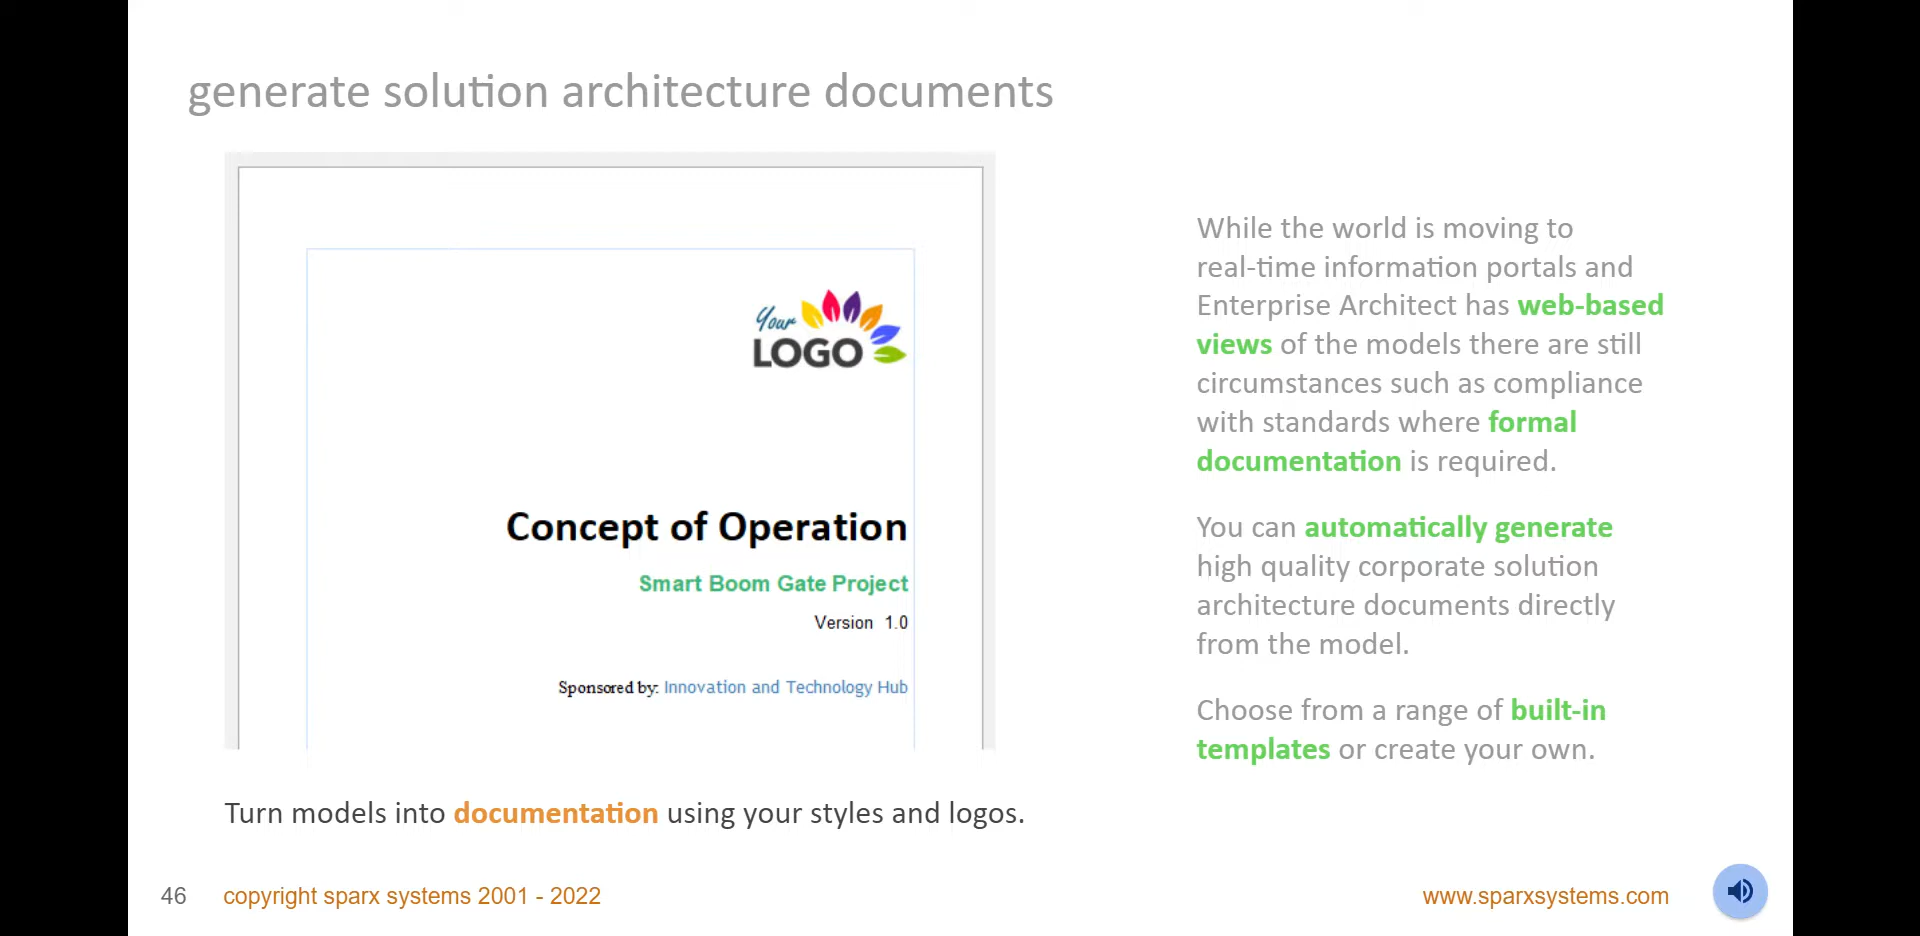 generate solution architecture documents
Your
LOGO
Concept of Operation
Smart Boom Gate Project
Version 1.0
Sponsored by: Innovation and Technology Hub
Turn models into documentation using your styles and logos.
While the world is moving to
real-time information portals and
Enterprise Architect has web-based
views of the models there are still
circumstances such as compliance
with standards where formal
documentation is required.
You can automatically generate
high quality corporate solution
architecture documents directly
from the model.
Choose from a range of built-in
templates or create your own.
46 copyright sparx systems 2001 - 2022
www.sparxsystems.com